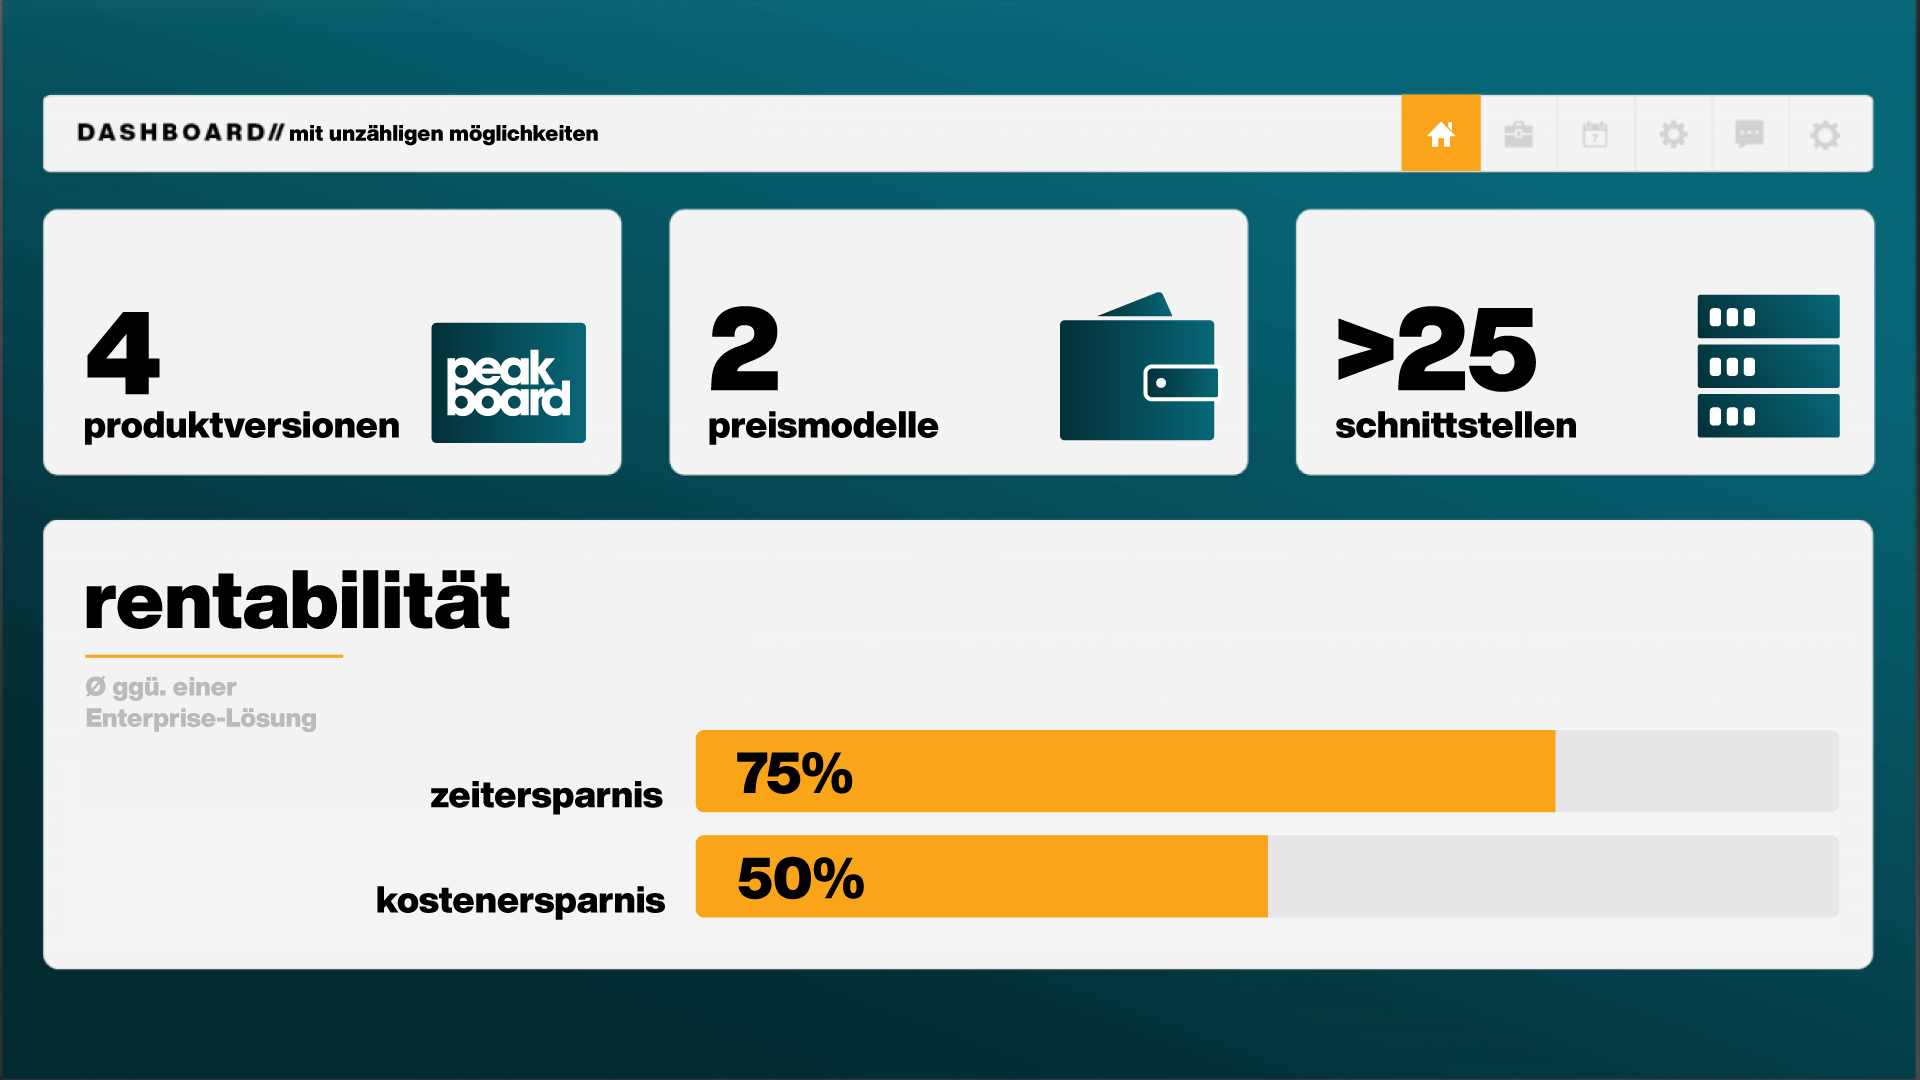 DASHBOARD// mit unzähligen möglichkeiten
7
4
produktversionen
peak
board
2
preismodelle
>25
schnittstellen
rentabilität
Ø ggü. einer
Enterprise-Lösung
zeitersparnis
75%
kostenersparnis
50%